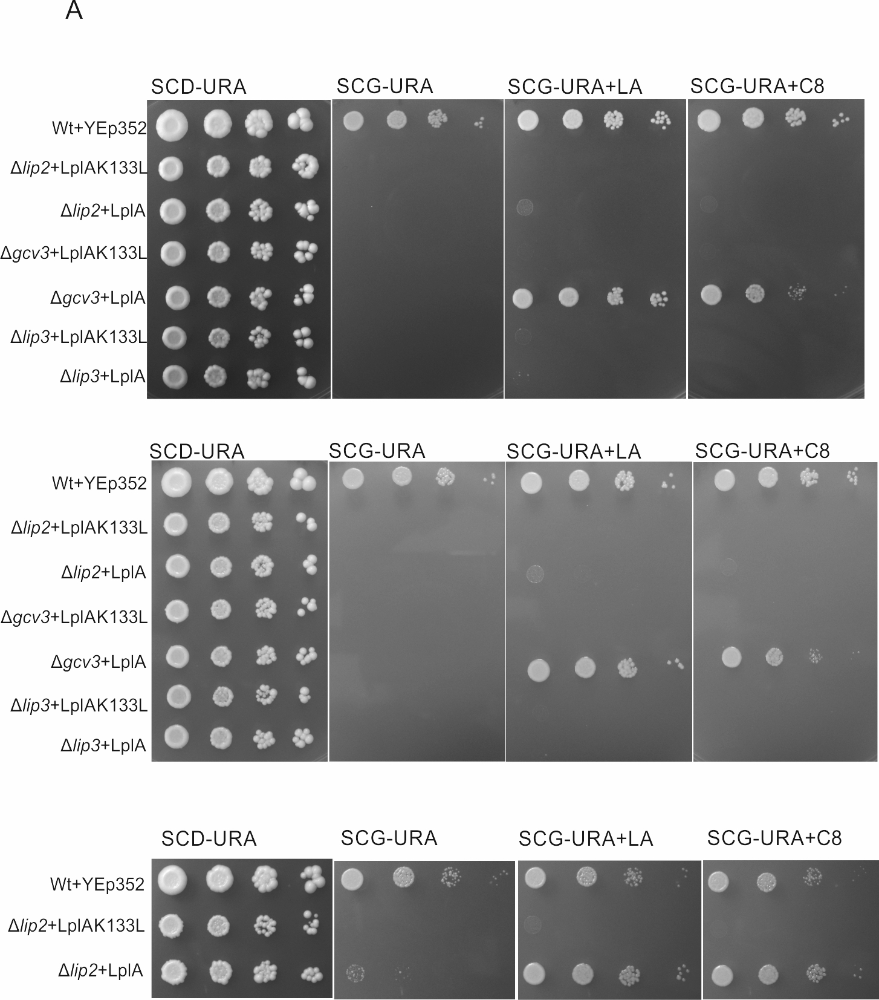 A
SCD-URA SCG-URA SCG-URA+LA SCG-URA+C8
Wt+YEp352
Δlip2+LplAK133L
Δlip2+LplA
Δgcv3+LplAK133L
Δgcv3+LplA
Δlip3+LplAK133L
Δlip3+LplA
SCD-URA SCG-URA SCG-URA+LA SCG-URA+C8
Wt+YEp352
Δlip2+LplAK133L
Δlip2+LplA
Δgcv3+LplAK133L
Δgcv3+LplA
Δlip3+LplAK133L
Δlip3+LplA
SCD-URA SCG-URA SCG-URA+LA SCG-URA+C8
Wt+YEp352
Δlip2+LplAK133L
Δlip2+LplA